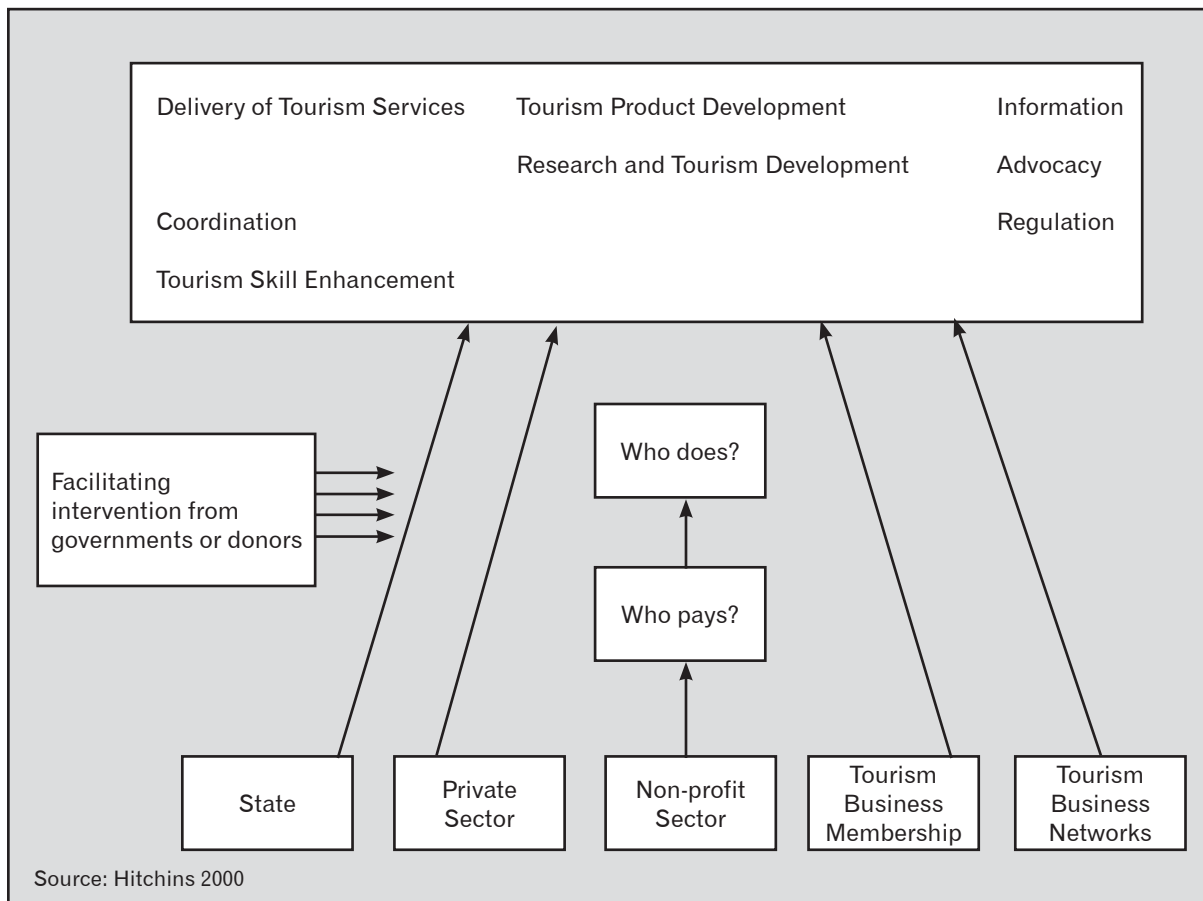 Delivery of Tourism Services
Tourism Product Development
Information
Research and Tourism Development
Advocacy
Coordination
Regulation
Tourism Skill Enhancement
Who does?
Facilitating
intervention from
governments or donors
Who pays?
State
Private
Sector
Non-profit
Sector
Tourism
Business
Membership
Tourism
Business
Networks
Source: Hitchins 2000